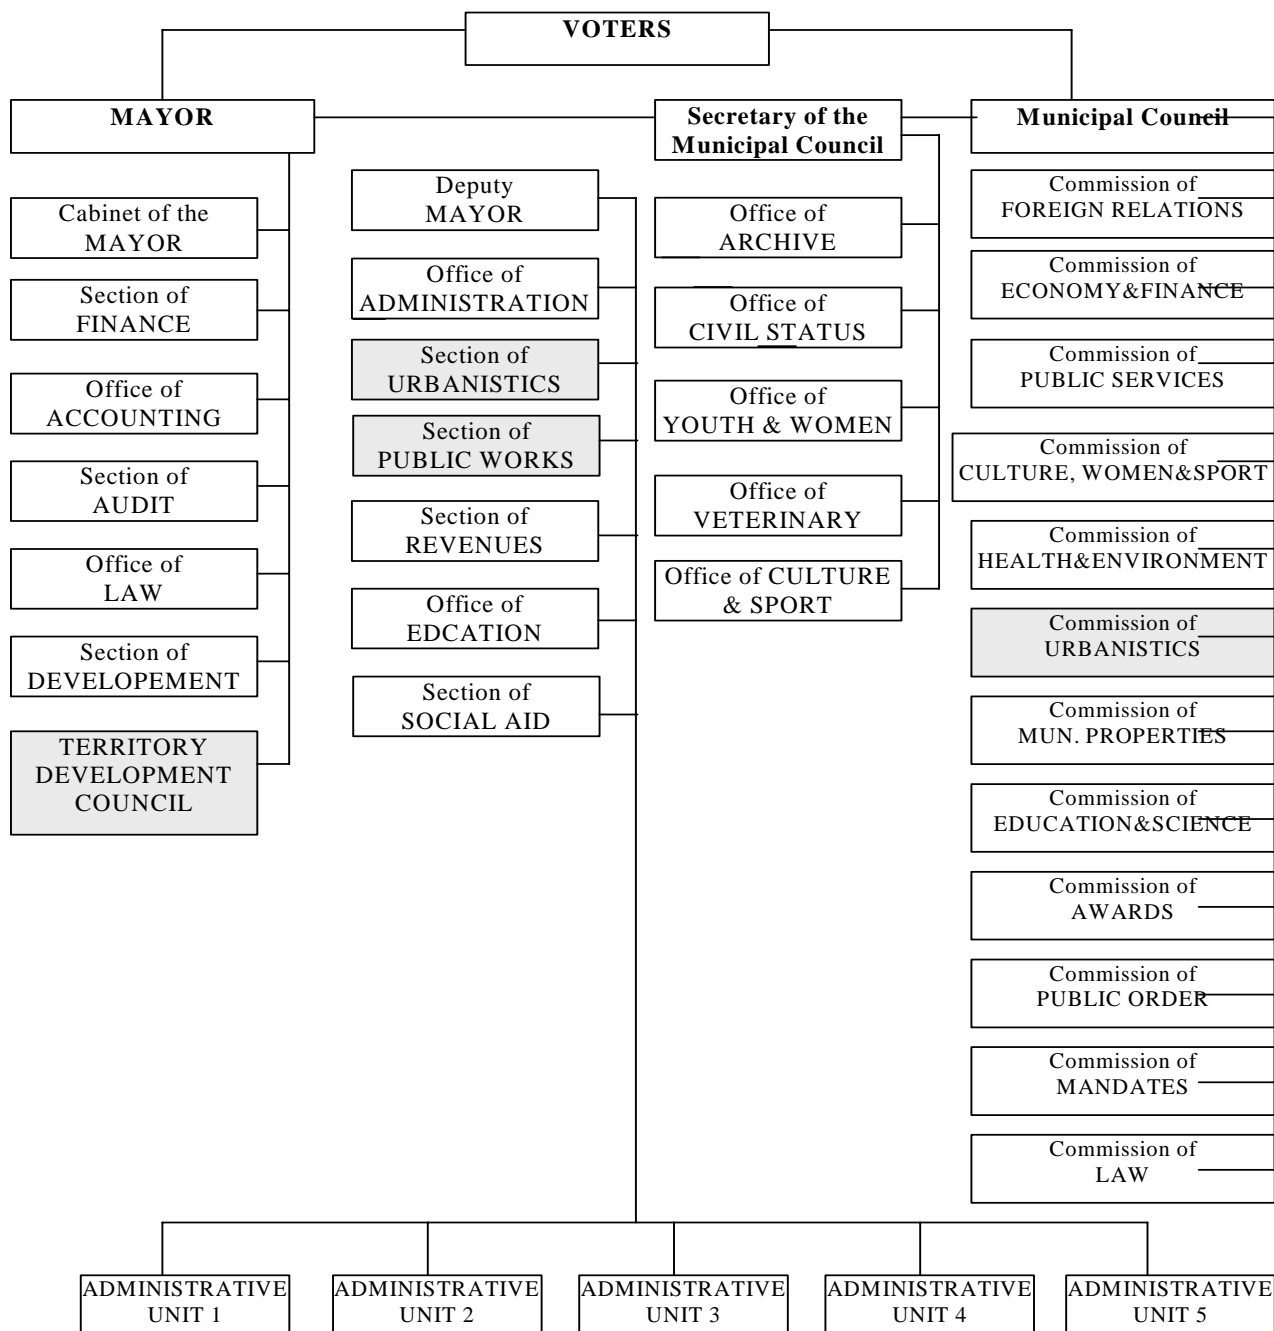 VOTERS
MAYOR
Secretary of the
Municipal Council
Municipal Council
Cabinet of the
MAYOR
Section of
FINANCE
Office of
ACCOUNTING
Section of
AUDIT
Office of
LAW
Section of
DEVELOPEMENT
TERRITORY
DEVELOPMENT
COUNCIL
Deputy
MAYOR
Office of
ADMINISTRATION
Section of
URBANISTICS
Section of
PUBLIC WORKS
Section of
REVENUES
Office of
EDCATION
Section of
SOCIAL AID
Office of
ARCHIVE
Office of
CIVIL STATUS
Office of
YOUTH & WOMEN
Office of
VETERINARY
Office of CULTURE
& SPORT
Commission of
FOREIGN RELATIONS
Commission of
ECONOMY&FINANCE
Commission of
PUBLIC SERVICES
Commission of
CULTURE, WOMEN&SPORT
Commission of
HEALTH&ENVIRONMENT
Commission of
URBANISTICS
Commission of
MUN. PROPERTIES
Commission of
EDUCATION&SCIENCE
Commission of
AWARDS
Commission of
PUBLIC ORDER
Commission of
MANDATES
Commission of
LAW
ADMINISTRATIVE
UNIT 1
ADMINISTRATIVE
UNIT 2
ADMINISTRATIVE
UNIT 3
ADMINISTRATIVE
UNIT 4
ADMINISTRATIVE
UNIT 5